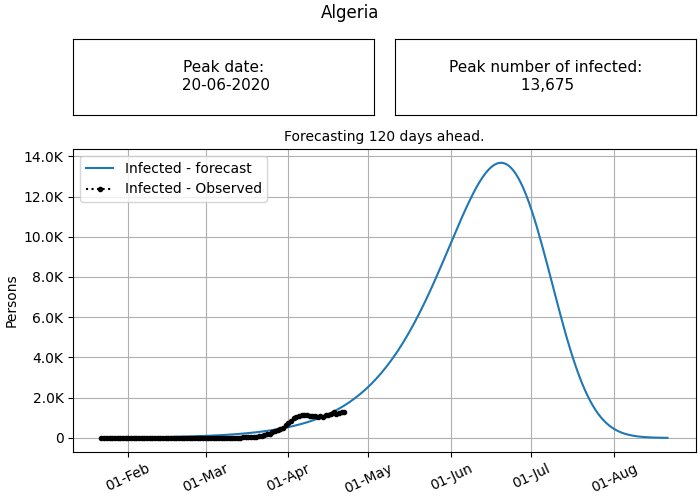 Algeria
Peak date:
20-06-2020
Peak number of infected:
13,675
Forecasting 120 days ahead.
Infected - forecast
Infected - Observed
14.0K
12.0K
10.0K
8.0K
6.0K
4.0K
2.0K
0
Persons
01-Feb
01-Mar
01-Apr
01-May
01-Jun
01-Jul
01-Aug